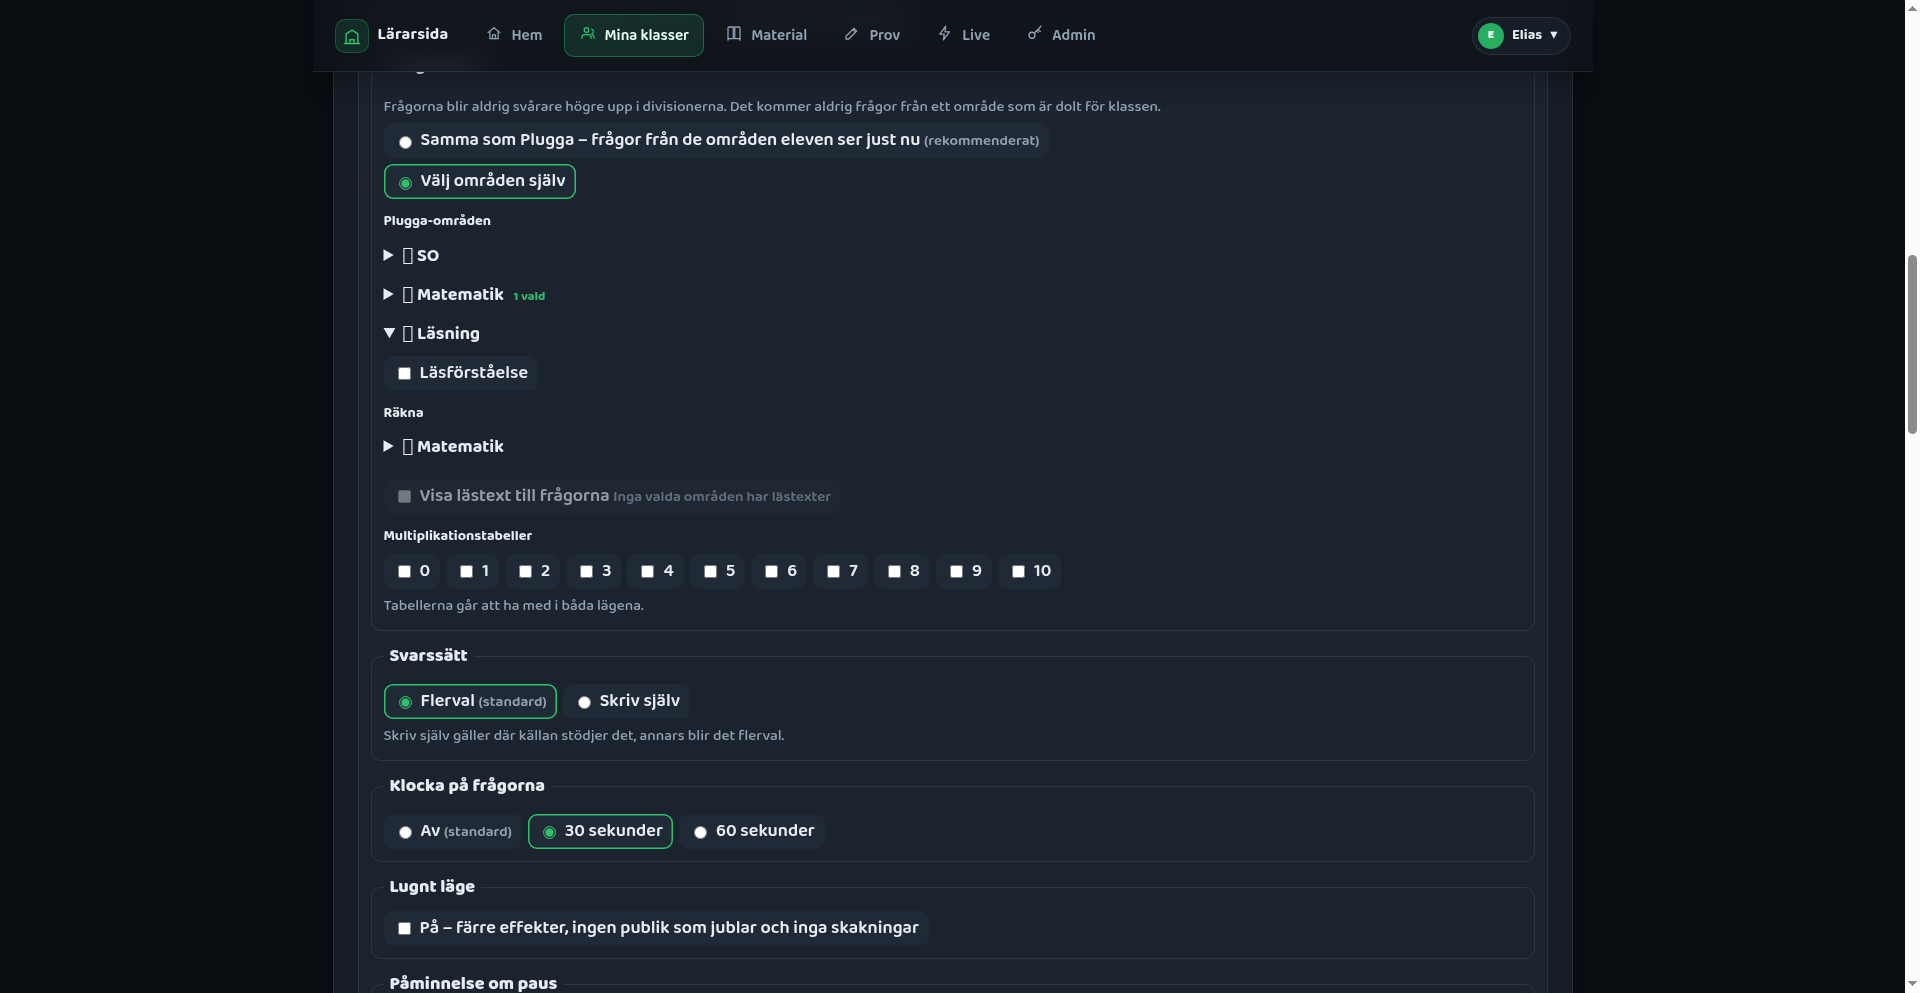 Lärarsida
Hem
Mina klasser
Material
Prov
Live
Admin
E Elias ▼
Frågorna blir aldrig svårare högre upp i divisionerna. Det kommer aldrig frågor från ett område som är dolt för klassen.
Samma som Plugga – frågor från de områden eleven ser just nu (rekommenderat)
Välj områden själv
Plugga-områden
SO
Matematik 1 vald
Läsning
Läsförståelse
Räkna
Matematik
Visa lästext till frågorna Inga valda områden har lästexter
Multiplikationstabeller
0 1 2 3 4 5 6 7 8 9 10
Tabellerna går att ha med i båda lägena.
Svarssätt
Flerval (standard) Skriv själv
Skriv själv gäller där källan stödjer det, annars blir det flerval.
Klocka på frågorna
Av (standard) 30 sekunder 60 sekunder
Lugnt läge
På – färre effekter, ingen publik som jublar och inga skakningar
Påminnelse om paus